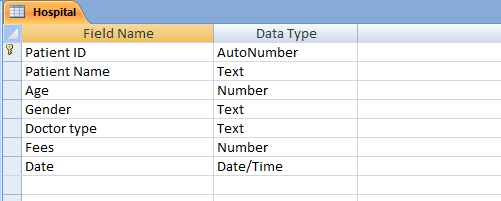 Hospital
Field Name Data Type
Patient ID AutoNumber
Patient Name Text
Age Number
Gender Text
Doctor type Text
Fees Number
Date Date/Time